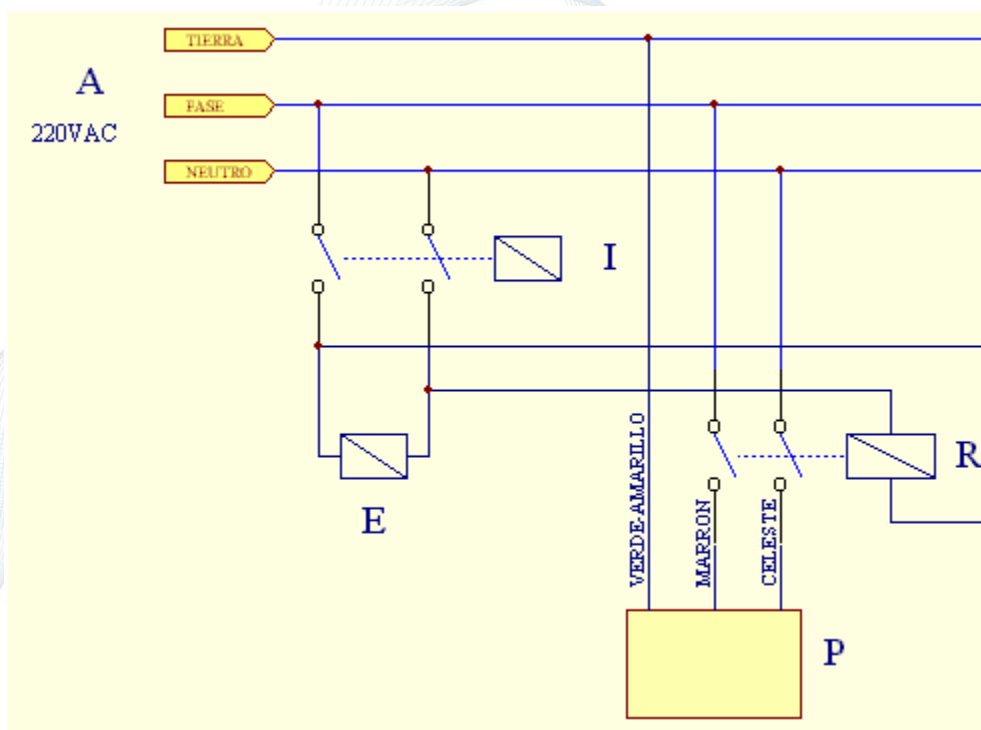 TIERRA
A
FASE
220VAC
NEUTRO
I
VERDE-AMARILLO
MARRON
CELESTE
R
E
P